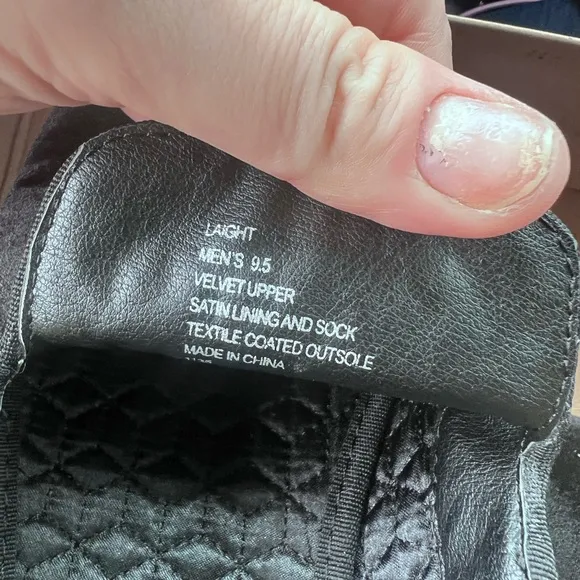 LAIGHT
MEN'S 9.5
VELVET UPPER
SATIN LINING AND SOCK
TEXTILE COATED OUTSOLE
MADE IN CHINA